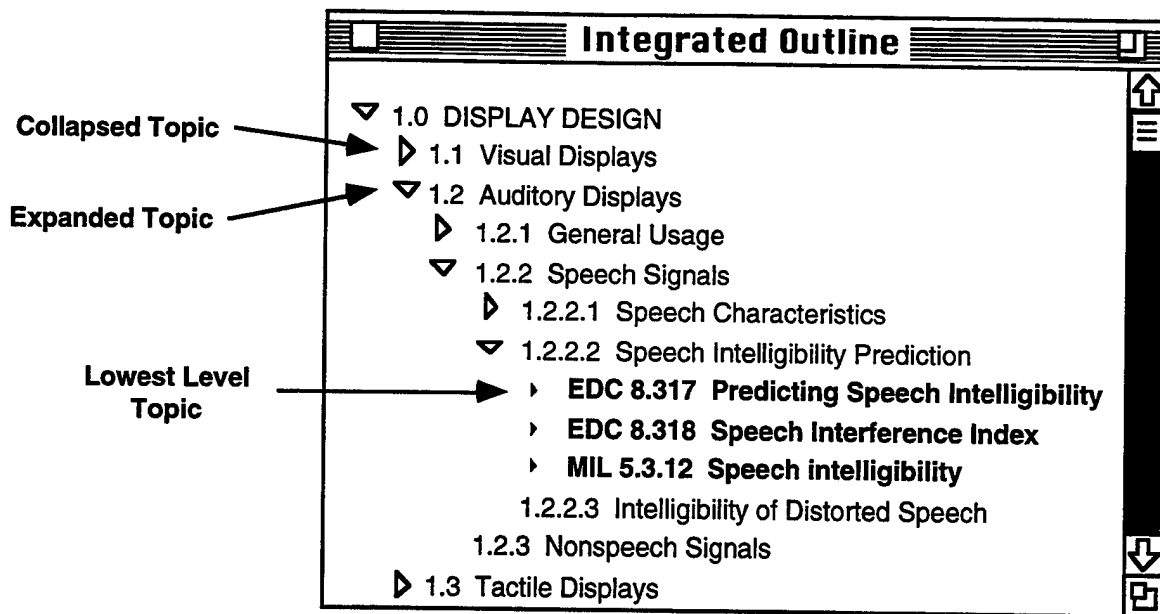 Integrated Outline
1.0 DISPLAY DESIGN
Collapsed Topic
1.1 Visual Displays
1.2 Auditory Displays
Expanded Topic
1.2.1 General Usage
1.2.2 Speech Signals
1.2.2.1 Speech Characteristics
1.2.2.2 Speech Intelligibility Prediction
Lowest Level
Topic
EDC 8.317 Predicting Speech Intelligibility
EDC 8.318 Speech Interference Index
MIL 5.3.12 Speech intelligibility
1.2.2.3 Intelligibility of Distorted Speech
1.2.3 Nonspeech Signals
1.3 Tactile Displays